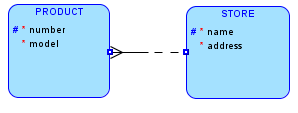 PRODUCT
# * number
* model
STORE
# * name
* address